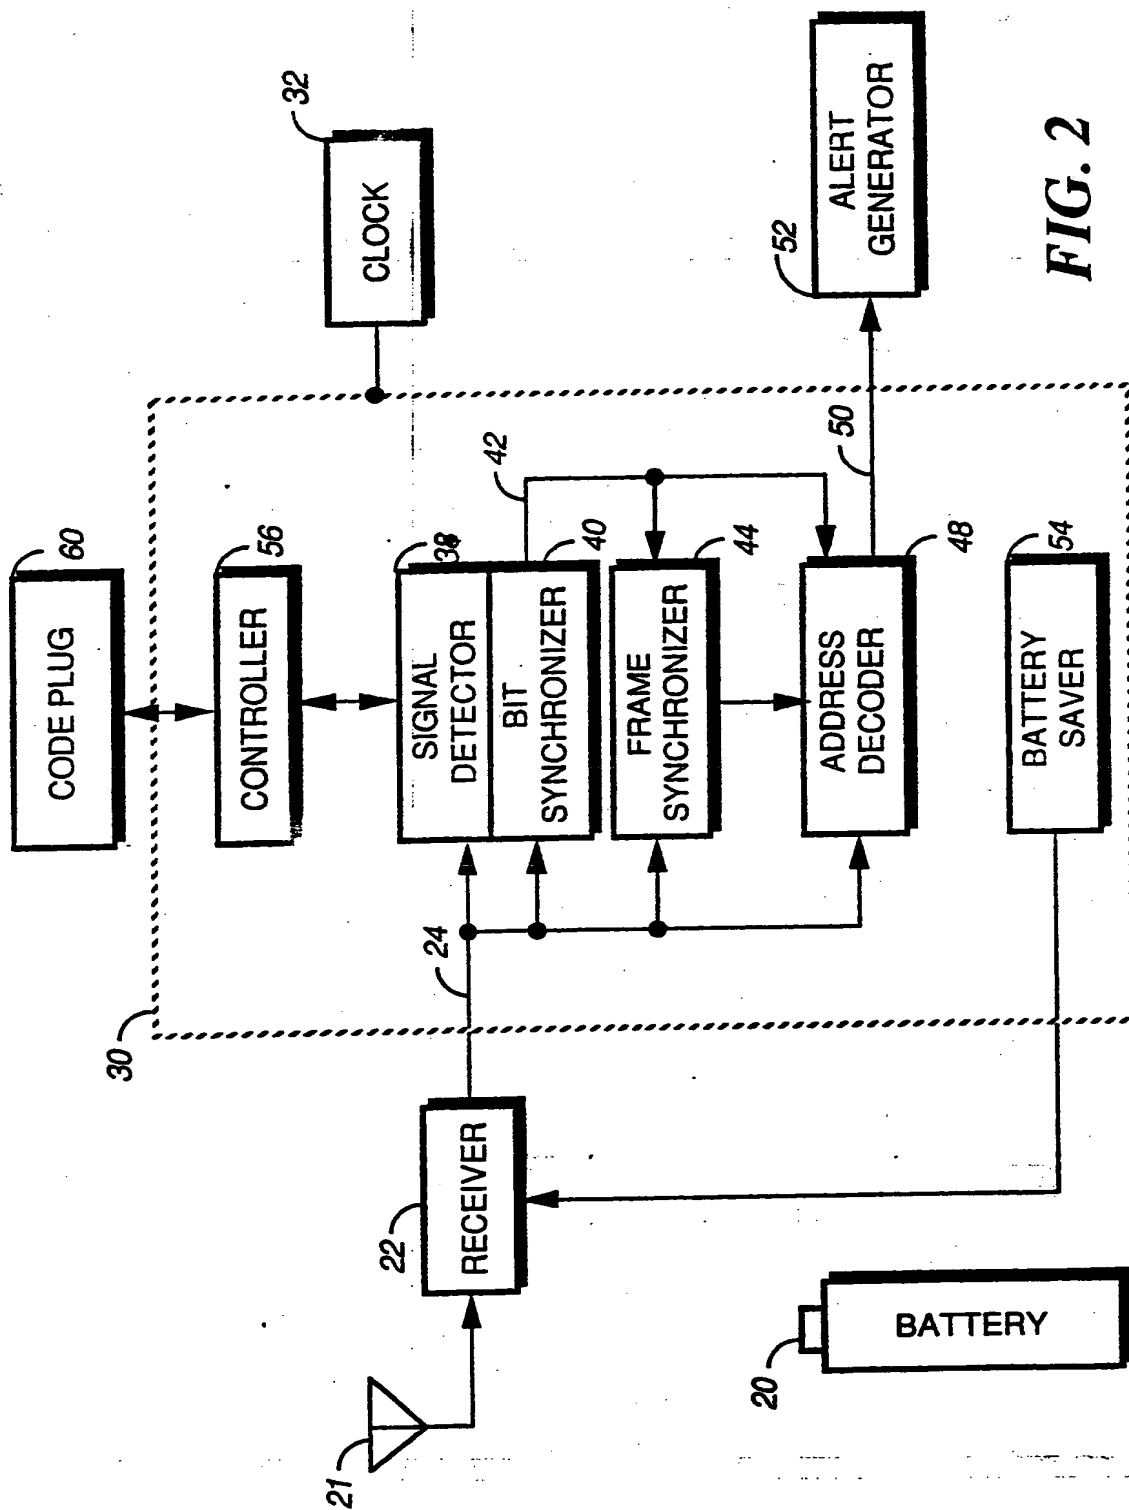 60
CODE PLUG
30
56
CONTROLLER
32
CLOCK
38
SIGNAL
DETECTOR
40
BIT
SYNCHRONIZER
42
24
21
22
RECEIVER
44
FRAME
SYNCHRONIZER
48
ADDRESS
DECODER
50
52
ALERT
GENERATOR
54
BATTERY
SAVER
20
BATTERY
FIG. 2